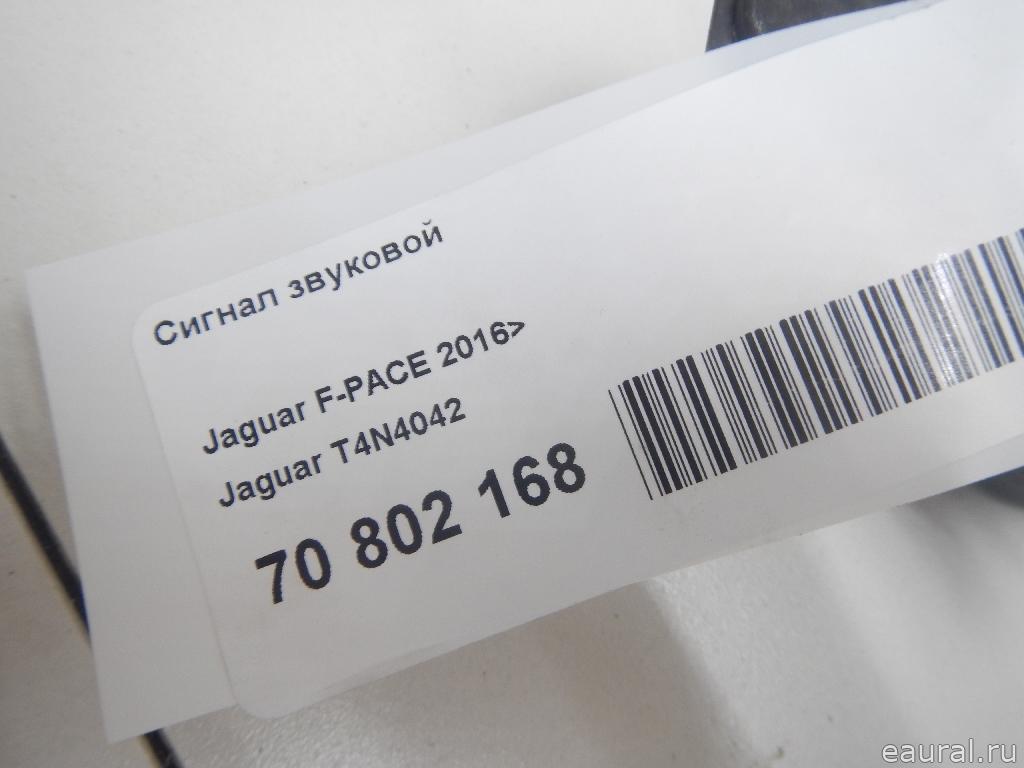 Сигнал звуковой
Jaguar F-PACE 2016>
Jaguar T4N4042
70 802 168
eaural.ru